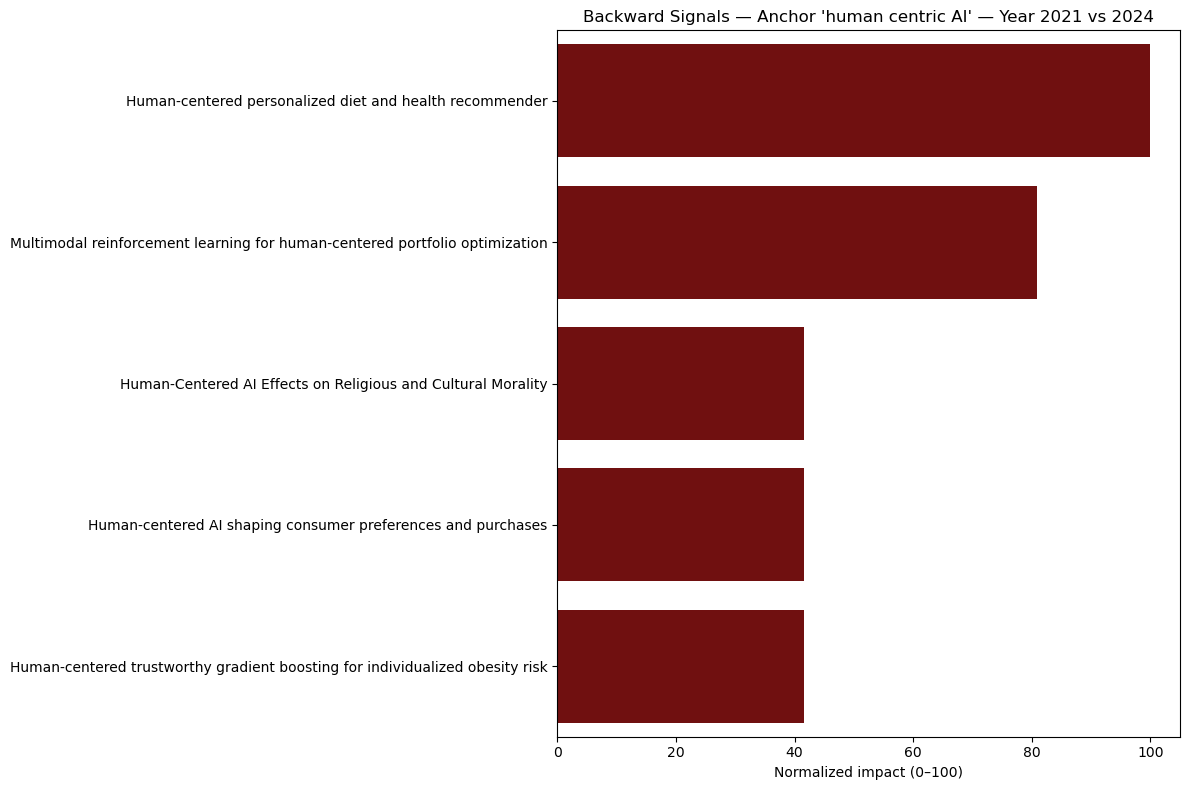 Backward Signals — Anchor 'human centric AI' — Year 2021 vs 2024
Human-centered personalized diet and health recommender
Multimodal reinforcement learning for human-centered portfolio optimization
Human-Centered AI Effects on Religious and Cultural Morality
Human-centered AI shaping consumer preferences and purchases
Human-centered trustworthy gradient boosting for individualized obesity risk
0 20 40 60 80 100
Normalized impact (0–100)